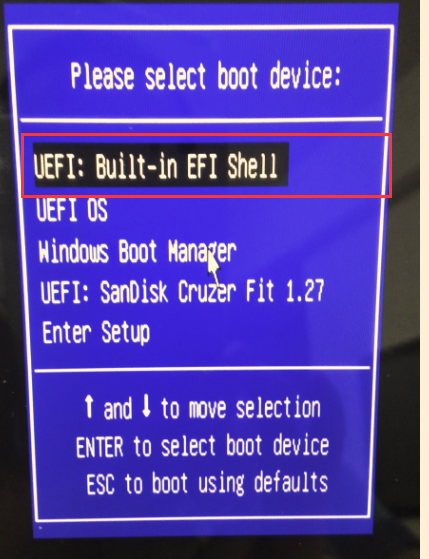 Please select boot device:
UEFI: Built-in EFI Shell
UEFI OS
Windows Boot Manager
UEFI: SanDisk Cruzer Fit 1.27
Enter Setup
↑ and ↓ to move selection
ENTER to select boot device
ESC to boot using defaults